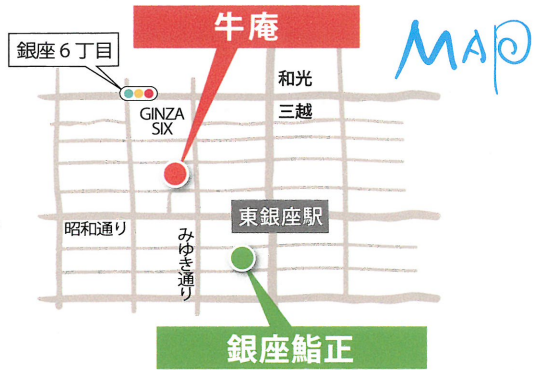 牛庵
MAP
銀座6丁目
和光
GINZA
SIX
三越
昭和通り
みゆき通り
東銀座駅
銀座鮨正